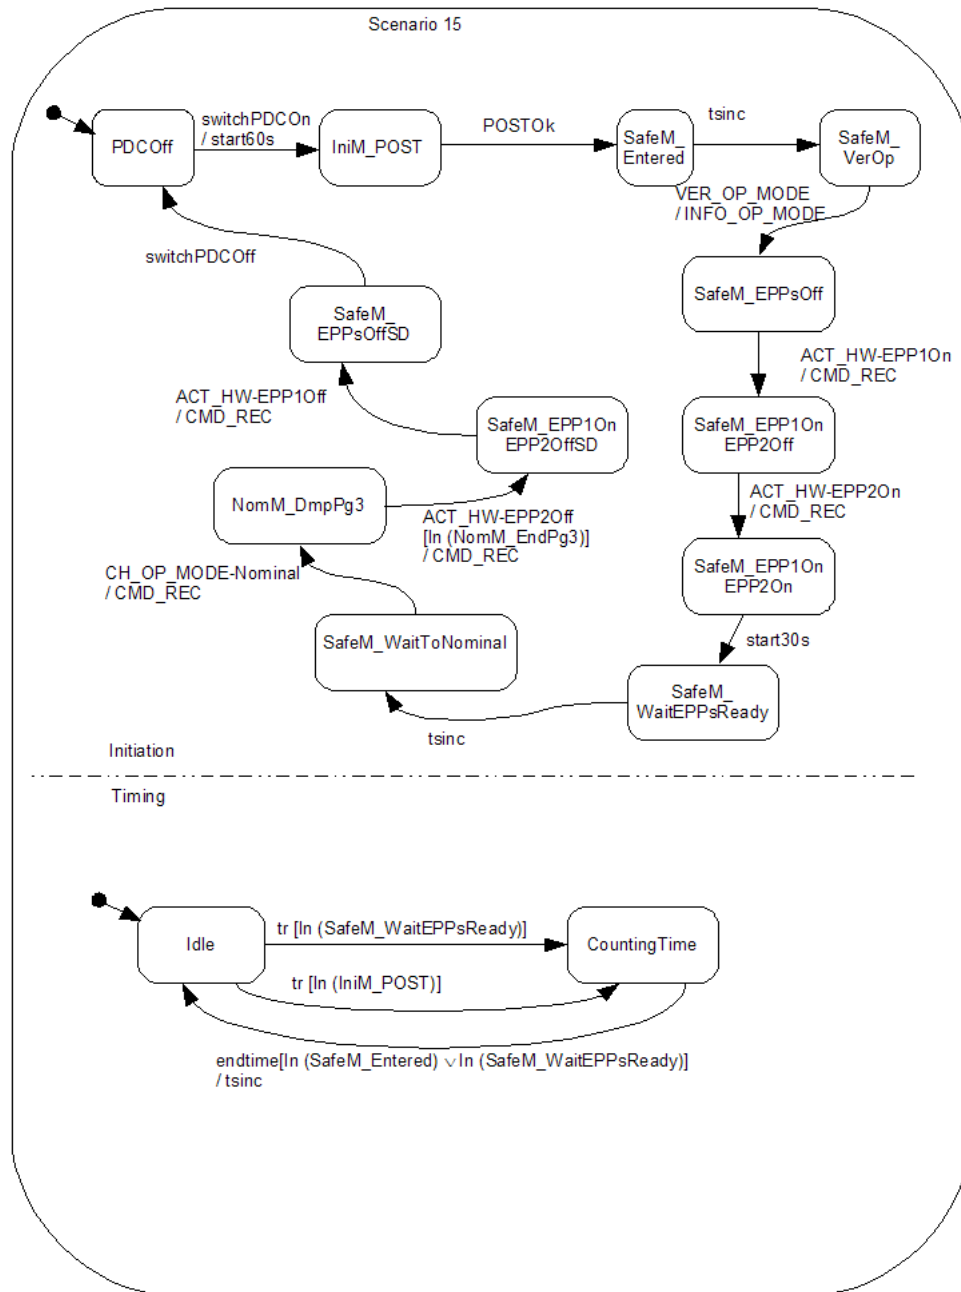 Scenario 15
switchPDCOn
/ start60s
PDCOff
IniM_POST
POSTOk
SafeM_
Entered
tsinc
SafeM_
VerOp
VER_OP_MODE
/ INFO_OP_MODE
switchPDCOff
SafeM_EPPsOff
SafeM_
EPPsOffSD
ACT_HW-EPP1On
/ CMD_REC
ACT_HW-EPP1Off
/ CMD_REC
SafeM_EPP1On
EPP2OffSD
SafeM_EPP1On
EPP2Off
NomM_DmpPg3
ACT_HW-EPP2Off
[In (NomM_EndPg3)]
/ CMD_REC
ACT_HW-EPP2On
/ CMD_REC
CH_OP_MODE-Nominal
/ CMD_REC
SafeM_EPP1On
EPP2On
SafeM_WaitToNominal
start30s
SafeM_
WaitEPPsReady
tsinc
Initiation
Timing
Idle
tr [In (SafeM_WaitEPPsReady)]
CountingTime
tr [In (IniM_POST)]
endtime[In (SafeM_Entered) ∨ In (SafeM_WaitEPPsReady)]
/ tsinc